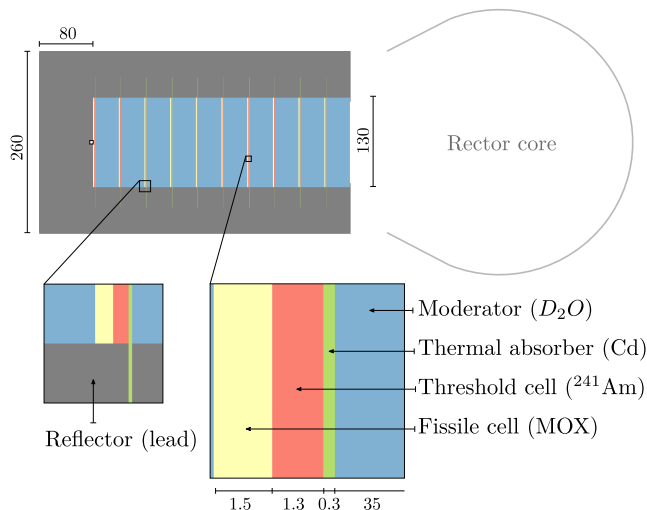 80
260
130
Rector core
Moderator (D₂O)
Thermal absorber (Cd)
Threshold cell (²⁴¹Am)
Fissile cell (MOX)
Reflector (lead)
1.5 1.3 0.3 35